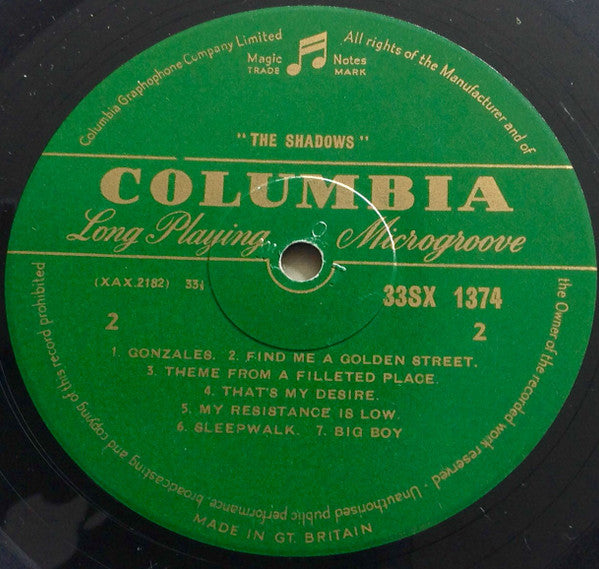 Columbia Graphophone Company Limited
Magic Notes
TRADE MARK
All rights of the Manufacturer and of
the Owner of the recorded work reserved - Unauthorised public performance, broadcasting and copying of this record prohibited
"THE SHADOWS"
COLUMBIA
Long Playing Microgroove
(XAX.2182) 33⅓
33SX 1374
2 2
1. GONZALES. 2. FIND ME A GOLDEN STREET.
3. THEME FROM A FILLETED PLACE.
4. THAT'S MY DESIRE.
5. MY RESISTANCE IS LOW.
6. SLEEPWALK. 7. BIG BOY
MADE IN GT. BRITAIN